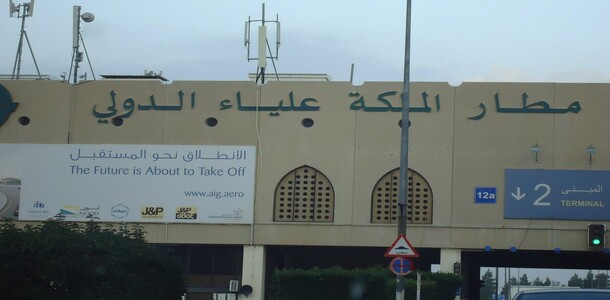 مطار الملكة علياء الدولي
الانطلاق نحو المستقبل
The Future is About to Take Off
www.aig.aero
J&P
J&P
12a
2
المبنى
TERMINAL